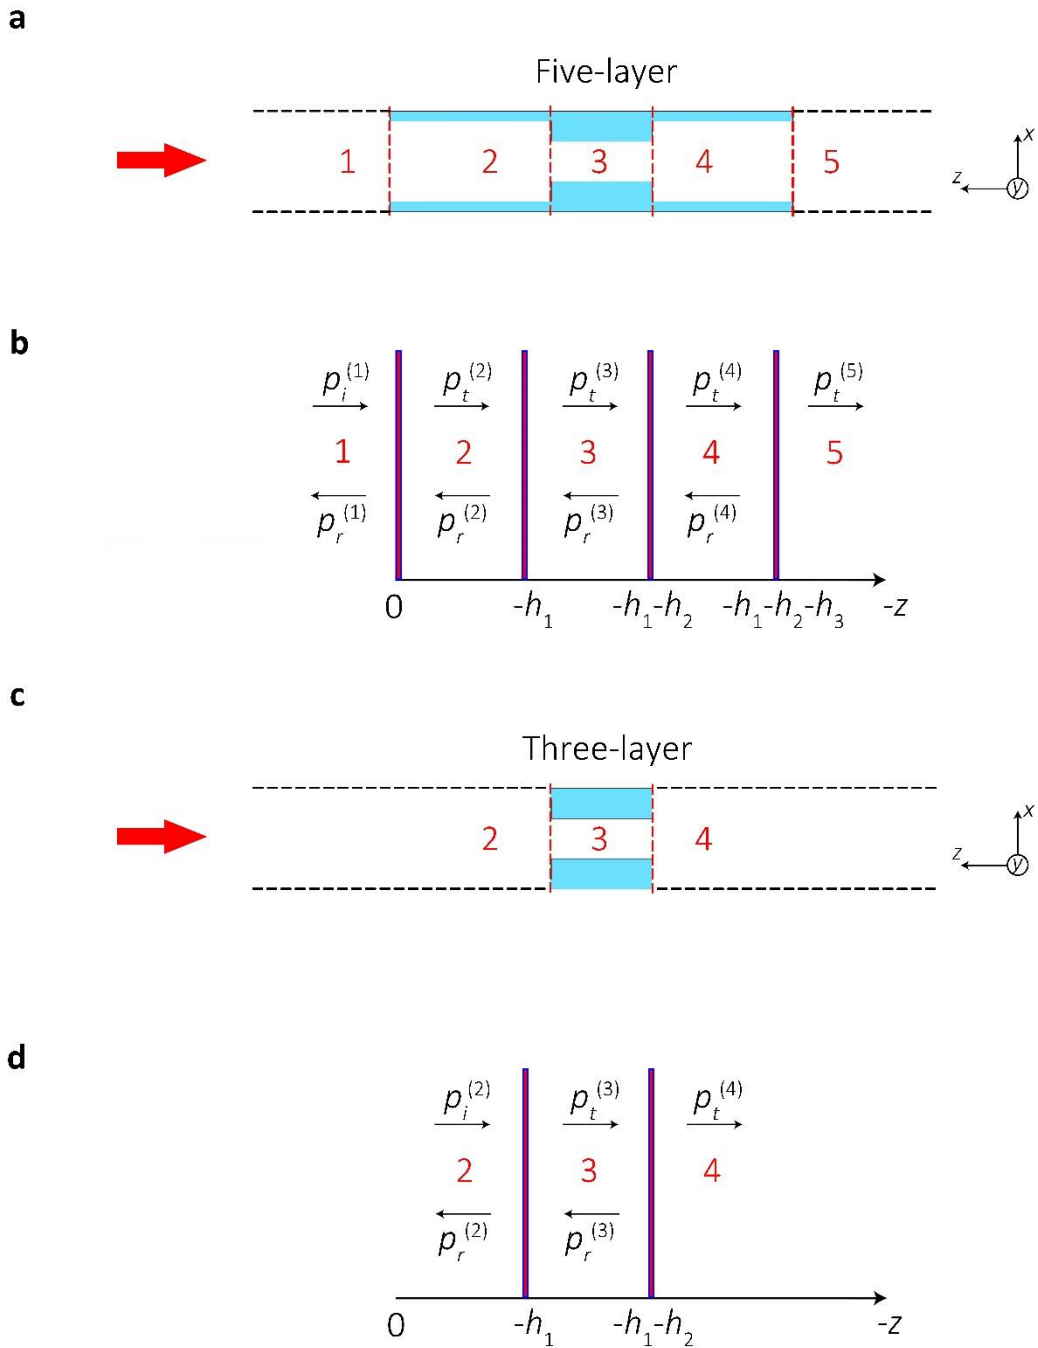 a
Five-layer
1 2 3 4 5
x
z
y
b
p_i^(1) p_t^(2) p_t^(3) p_t^(4) p_t^(5)
1 2 3 4 5
p_r^(1) p_r^(2) p_r^(3) p_r^(4)
0 -h_1 -h_1-h_2 -h_1-h_2-h_3 -z
c
Three-layer
2 3 4
x
z
y
d
p_i^(2) p_t^(3) p_t^(4)
2 3 4
p_r^(2) p_r^(3)
0 -h_1 -h_1-h_2 -z